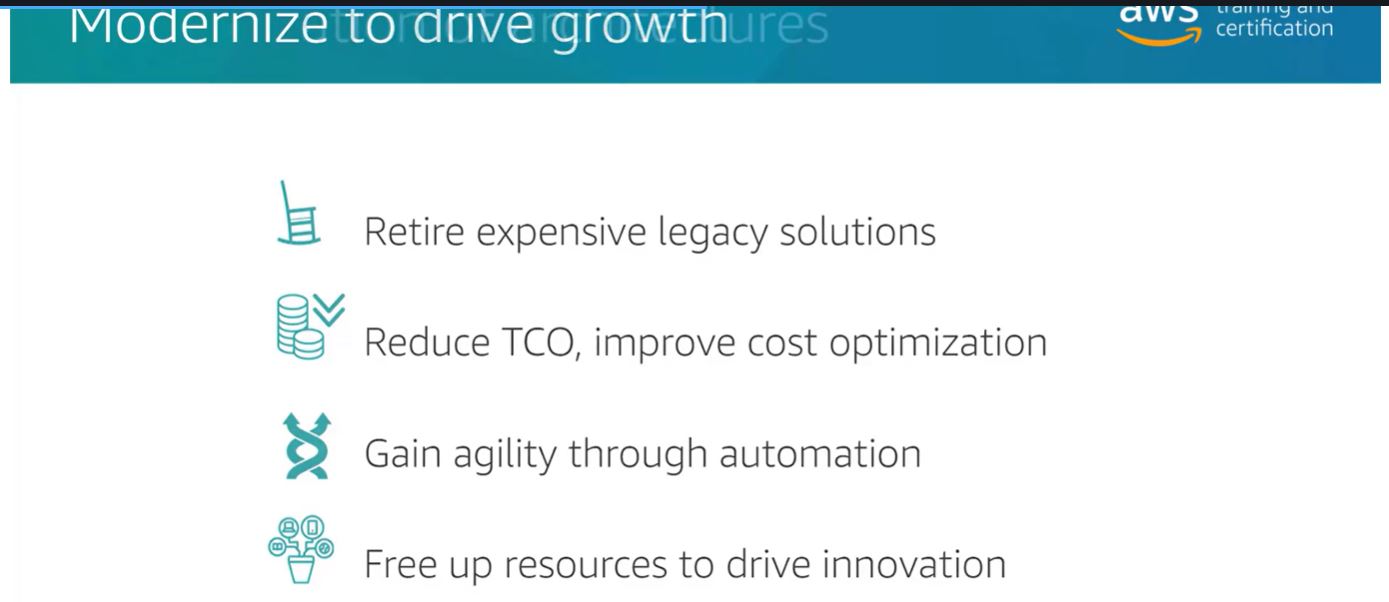 Modernize to drive growth
aws training and
certification
Retire expensive legacy solutions
Reduce TCO, improve cost optimization
Gain agility through automation
Free up resources to drive innovation